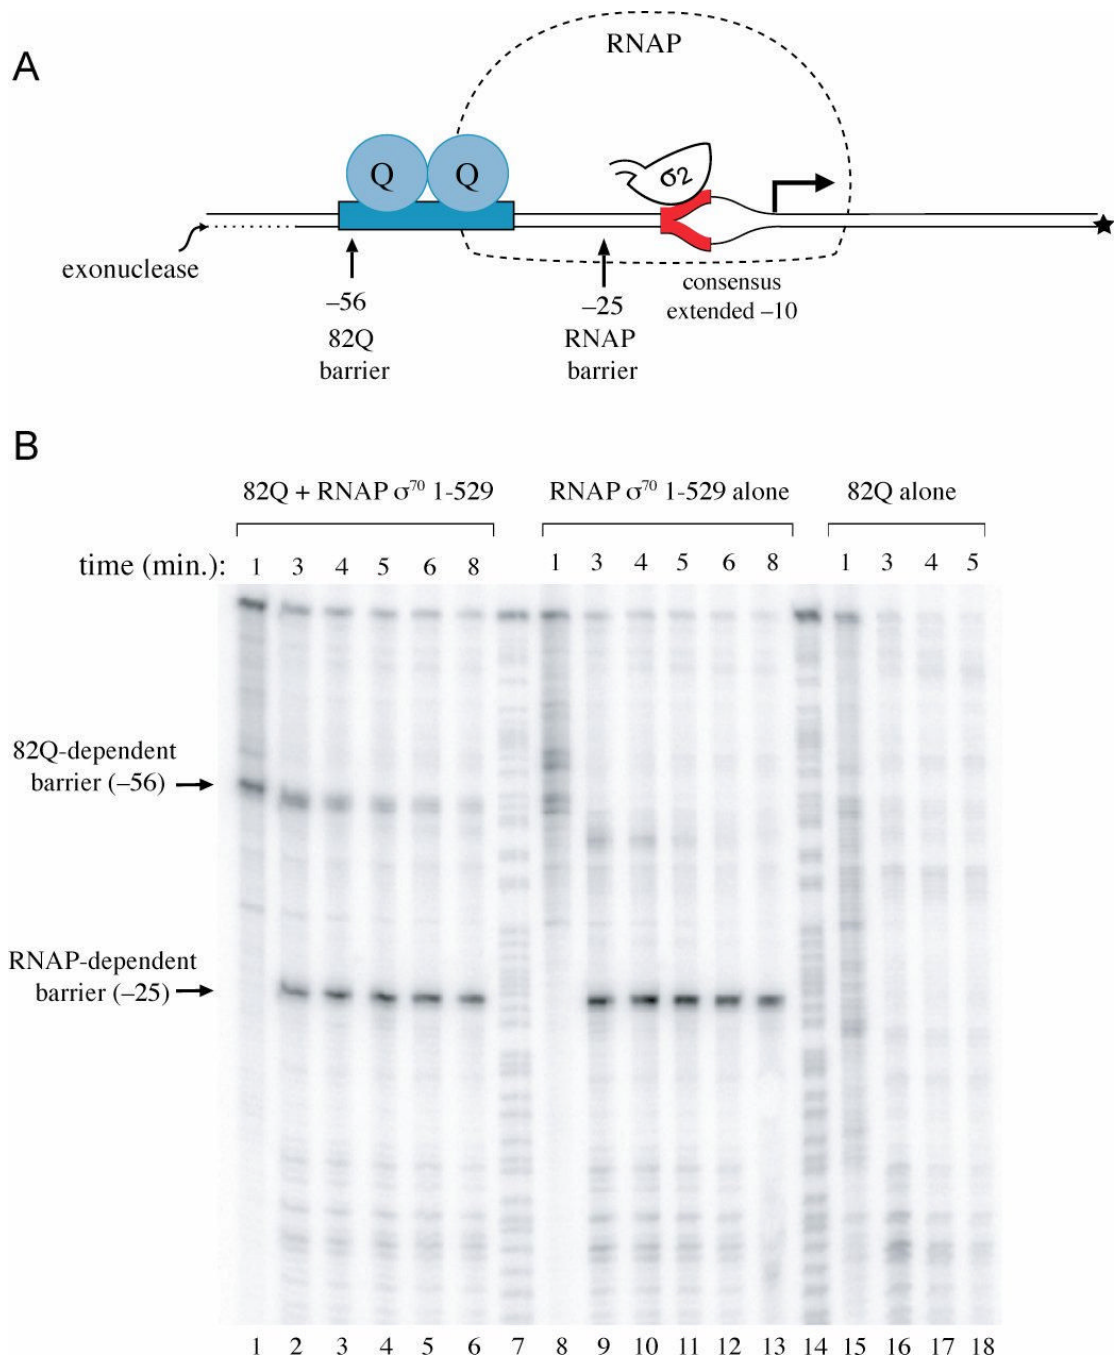 A
RNAP
Q Q
σ2
exonuclease
–56
82Q
barrier
–25
RNAP
barrier
consensus
extended –10
B
82Q + RNAP σ⁷⁰ 1-529
RNAP σ⁷⁰ 1-529 alone
82Q alone
time (min.): 1 3 4 5 6 8 1 3 4 5 6 8 1 3 4 5
82Q-dependent
barrier (–56)
RNAP-dependent
barrier (–25)
1 2 3 4 5 6 7 8 9 10 11 12 13 14 15 16 17 18